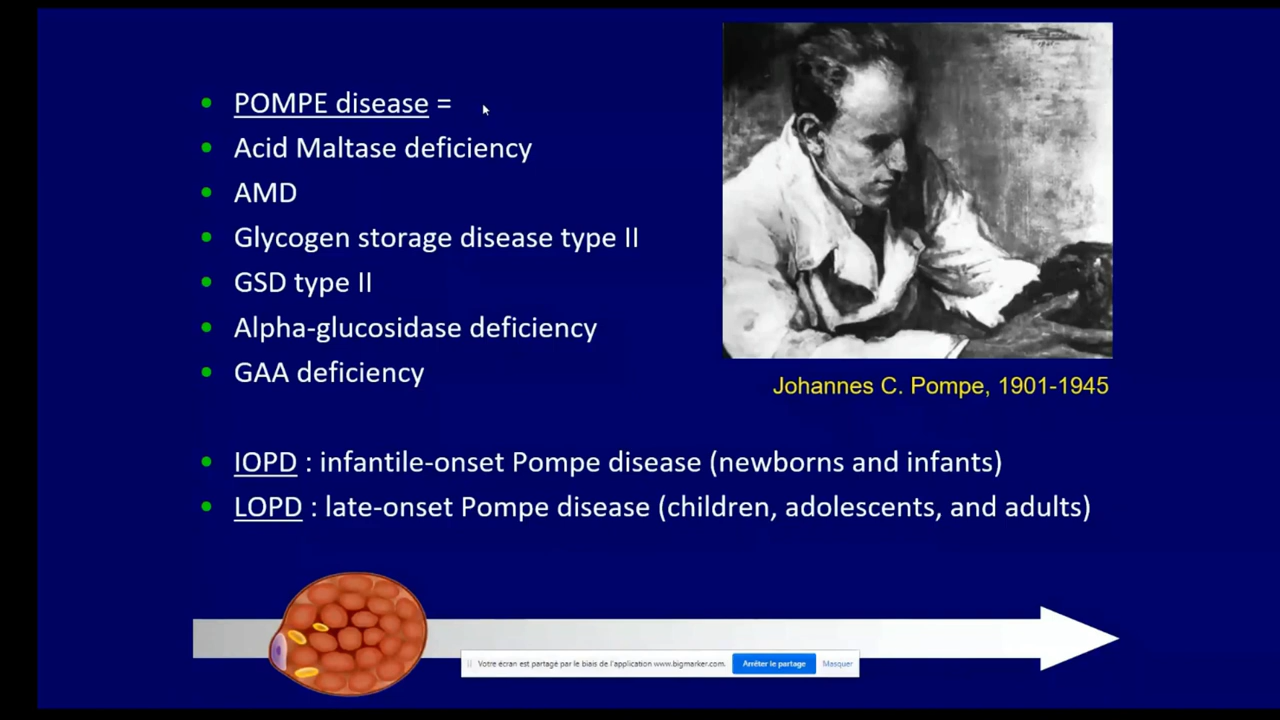 POMPE disease =
Acid Maltase deficiency
AMD
Glycogen storage disease type II
GSD type II
Alpha-glucosidase deficiency
GAA deficiency
Johannes C. Pompe, 1901-1945
IOPD : infantile-onset Pompe disease (newborns and infants)
LOPD : late-onset Pompe disease (children, adolescents, and adults)
Votre écran est partagé par le biais de l'application www.bigmarker.com. Arrêter le partage Masquer